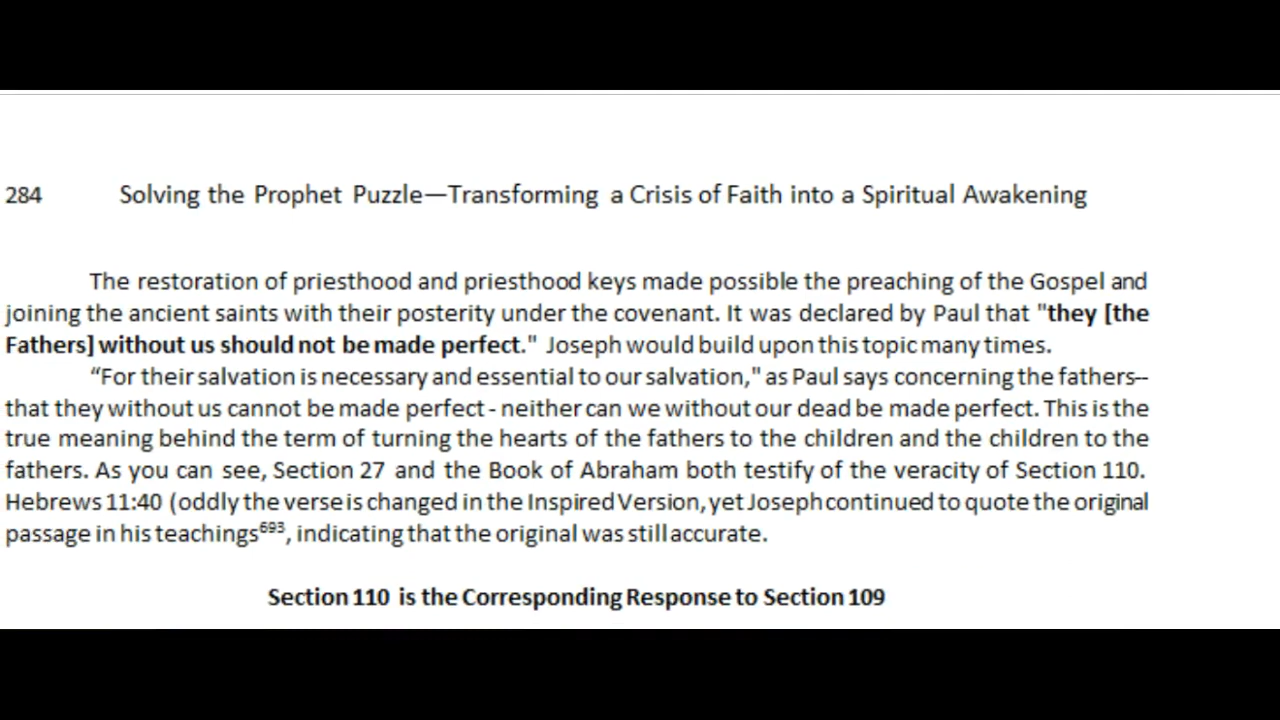 284 Solving the Prophet Puzzle—Transforming a Crisis of Faith into a Spiritual Awakening
The restoration of priesthood and priesthood keys made possible the preaching of the Gospel and
joining the ancient saints with their posterity under the covenant. It was declared by Paul that "they [the
Fathers] without us should not be made perfect." Joseph would build upon this topic many times.
“For their salvation is necessary and essential to our salvation," as Paul says concerning the fathers--
that they without us cannot be made perfect - neither can we without our dead be made perfect. This is the
true meaning behind the term of turning the hearts of the fathers to the children and the children to the
fathers. As you can see, Section 27 and the Book of Abraham both testify of the veracity of Section 110.
Hebrews 11:40 (oddly the verse is changed in the Inspired Version, yet Joseph continued to quote the original
passage in his teachings⁶⁹³, indicating that the original was still accurate.
Section 110 is the Corresponding Response to Section 109